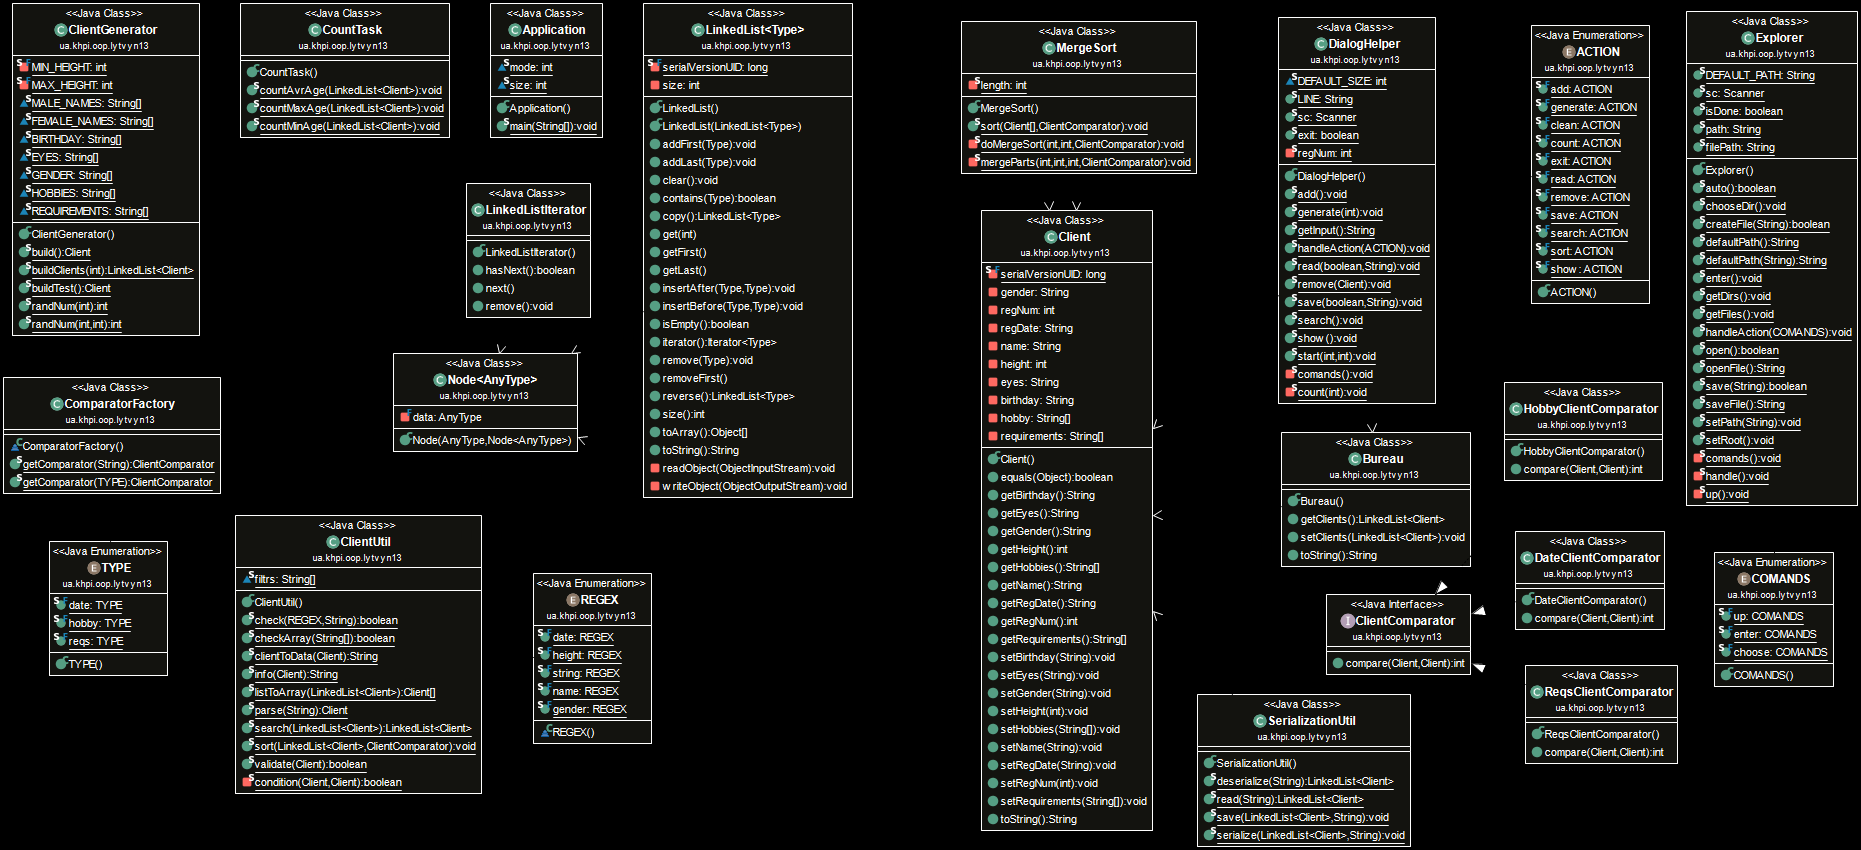 <<Java Class>>
ClientGenerator
ua.khpi.oop.lytvyn13
MIN_HEIGHT: int
MAX_HEIGHT: int
MALE_NAMES: String[]
FEMALE_NAMES: String[]
BIRTHDAY: String[]
EYES: String[]
GENDER: String[]
HOBBIES: String[]
REQUIREMENTS: String[]
ClientGenerator()
build():Client
buildClients(int):LinkedList<Client>
buildTest():Client
randNum(int):int
randNum(int,int):int
<<Java Class>>
CountTask
ua.khpi.oop.lytvyn13
CountTask()
countAvrAge(LinkedList<Client>):void
countMaxAge(LinkedList<Client>):void
countMinAge(LinkedList<Client>):void
<<Java Class>>
Application
ua.khpi.oop.lytvyn13
mode: int
size: int
Application()
main(String[]):void
<<Java Class>>
LinkedList<Type>
ua.khpi.oop.lytvyn13
serialVersionUID: long
size: int
LinkedList()
LinkedList(LinkedList<Type>)
addFirst(Type):void
addLast(Type):void
clear():void
contains(Type):boolean
copy():LinkedList<Type>
get(int)
getFirst()
getLast()
insertAfter(Type,Type):void
insertBefore(Type,Type):void
isEmpty():boolean
iterator():Iterator<Type>
remove(Type):void
removeFirst()
reverse():LinkedList<Type>
size():int
toArray():Object[]
toString():String
readObject(ObjectInputStream):void
writeObject(ObjectOutputStream):void
<<Java Class>>
LinkedListIterator
ua.khpi.oop.lytvyn13
LinkedListIterator()
hasNext():boolean
next()
remove():void
<<Java Class>>
Node<AnyType>
ua.khpi.oop.lytvyn13
data: AnyType
Node(AnyType,Node<AnyType>)
<<Java Class>>
ComparatorFactory
ua.khpi.oop.lytvyn13
ComparatorFactory()
getComparator(String):ClientComparator
getComparator(TYPE):ClientComparator
<<Java Enumeration>>
TYPE
ua.khpi.oop.lytvyn13
date: TYPE
hobby: TYPE
reqs: TYPE
TYPE()
<<Java Class>>
ClientUtil
ua.khpi.oop.lytvyn13
filtrs: String[]
ClientUtil()
check(REGEX,String):boolean
checkArray(String[]):boolean
clientToData(Client):String
info(Client):String
listToArray(LinkedList<Client>):Client[]
parse(String):Client
search(LinkedList<Client>):LinkedList<Client>
sort(LinkedList<Client>,ClientComparator):void
validate(Client):boolean
condition(Client,Client):boolean
<<Java Enumeration>>
REGEX
ua.khpi.oop.lytvyn13
date: REGEX
height: REGEX
string: REGEX
name: REGEX
gender: REGEX
REGEX()
<<Java Class>>
MergeSort
ua.khpi.oop.lytvyn13
length: int
MergeSort()
sort(Client[],ClientComparator):void
doMergeSort(int,int,ClientComparator):void
mergeParts(int,int,int,ClientComparator):void
<<Java Class>>
Client
ua.khpi.oop.lytvyn13
serialVersionUID: long
gender: String
regNum: int
regDate: String
name: String
height: int
eyes: String
birthday: String
hobby: String[]
requirements: String[]
Client()
equals(Object):boolean
getBirthday():String
getEyes():String
getGender():String
getHeight():int
getHobbies():String[]
getName():String
getRegDate():String
getRegNum():int
getRequirements():String[]
setBirthday(String):void
setEyes(String):void
setGender(String):void
setHeight(int):void
setHobbies(String[]):void
setName(String):void
setRegDate(String):void
setRegNum(int):void
setRequirements(String[]):void
toString():String
<<Java Class>>
DialogHelper
ua.khpi.oop.lytvyn13
DEFAULT_SIZE: int
LINE: String
sc: Scanner
exit: boolean
regNum: int
DialogHelper()
add():void
generate(int):void
getInput():String
handleAction(ACTION):void
read(boolean,String):void
remove(Client):void
save(boolean,String):void
search():void
show():void
start(int,int):void
comands():void
count(int):void
<<Java Class>>
Bureau
ua.khpi.oop.lytvyn13
Bureau()
getClients():LinkedList<Client>
setClients(LinkedList<Client>):void
toString():String
<<Java Interface>>
ClientComparator
ua.khpi.oop.lytvyn13
compare(Client,Client):int
<<Java Class>>
SerializationUtil
ua.khpi.oop.lytvyn13
SerializationUtil()
deserialize(String):LinkedList<Client>
read(String):LinkedList<Client>
save(LinkedList<Client>,String):void
serialize(LinkedList<Client>,String):void
<<Java Enumeration>>
ACTION
ua.khpi.oop.lytvyn13
add: ACTION
generate: ACTION
clean: ACTION
count: ACTION
exit: ACTION
read: ACTION
remove: ACTION
save: ACTION
search: ACTION
sort: ACTION
show: ACTION
ACTION()
<<Java Class>>
HobbyClientComparator
ua.khpi.oop.lytvyn13
HobbyClientComparator()
compare(Client,Client):int
<<Java Class>>
DateClientComparator
ua.khpi.oop.lytvyn13
DateClientComparator()
compare(Client,Client):int
<<Java Class>>
ReqsClientComparator
ua.khpi.oop.lytvyn13
ReqsClientComparator()
compare(Client,Client):int
<<Java Class>>
Explorer
ua.khpi.oop.lytvyn13
DEFAULT_PATH: String
sc: Scanner
isDone: boolean
path: String
filePath: String
Explorer()
auto():boolean
chooseDir():void
createFile(String):boolean
defaultPath():String
defaultPath(String):String
enter():void
getDirs():void
getFiles():void
handleAction(COMANDS):void
open():boolean
openFile():String
save(String):boolean
saveFile():String
setPath(String):void
setRoot():void
comands():void
handle():void
up():void
<<Java Enumeration>>
COMANDS
ua.khpi.oop.lytvyn13
up: COMANDS
enter: COMANDS
choose: COMANDS
COMANDS()